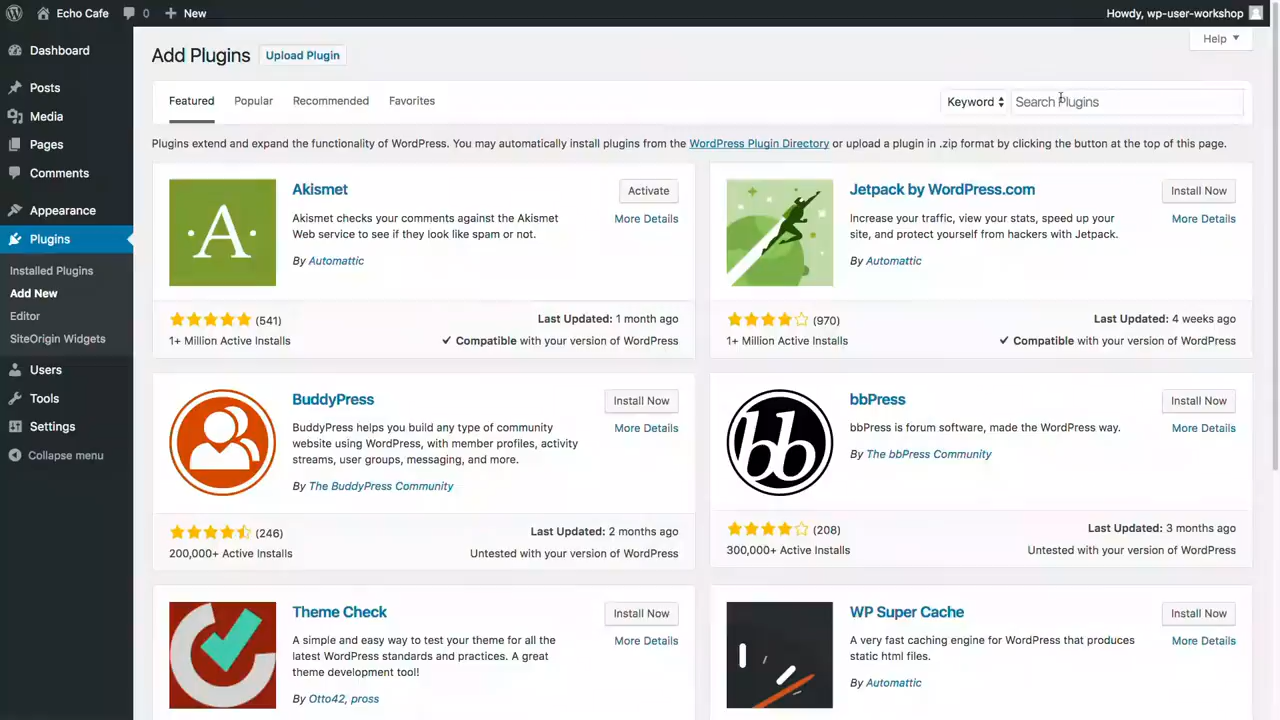 Echo Cafe 0 New Howdy, wp-user-workshop
Help
Dashboard
Posts
Media
Pages
Comments
Appearance
Plugins
Installed Plugins
Add New
Editor
SiteOrigin Widgets
Users
Tools
Settings
Collapse menu
Add Plugins Upload Plugin
Featured Popular Recommended Favorites Keyword Search Plugins
Plugins extend and expand the functionality of WordPress. You may automatically install plugins from the WordPress Plugin Directory or upload a plugin in .zip format by clicking the button at the top of this page.
A
Akismet
Activate
More Details
Akismet checks your comments against the Akismet
Web service to see if they look like spam or not.
By Automattic
(541)
Last Updated: 1 month ago
1+ Million Active Installs
Compatible with your version of WordPress
Jetpack by WordPress.com
Install Now
More Details
Increase your traffic, view your stats, speed up your
site, and protect yourself from hackers with Jetpack.
By Automattic
(970)
Last Updated: 4 weeks ago
1+ Million Active Installs
Compatible with your version of WordPress
BuddyPress
Install Now
More Details
BuddyPress helps you build any type of community
website using WordPress, with member profiles, activity
streams, user groups, messaging, and more.
By The BuddyPress Community
(246)
Last Updated: 2 months ago
200,000+ Active Installs
Untested with your version of WordPress
bb
bbPress
Install Now
More Details
bbPress is forum software, made the WordPress way.
By The bbPress Community
(208)
Last Updated: 3 months ago
300,000+ Active Installs
Untested with your version of WordPress
Theme Check
Install Now
More Details
A simple and easy way to test your theme for all the
latest WordPress standards and practices. A great
theme development tool!
By Otto42, pross
WP Super Cache
Install Now
More Details
A very fast caching engine for WordPress that produces
static html files.
By Automattic